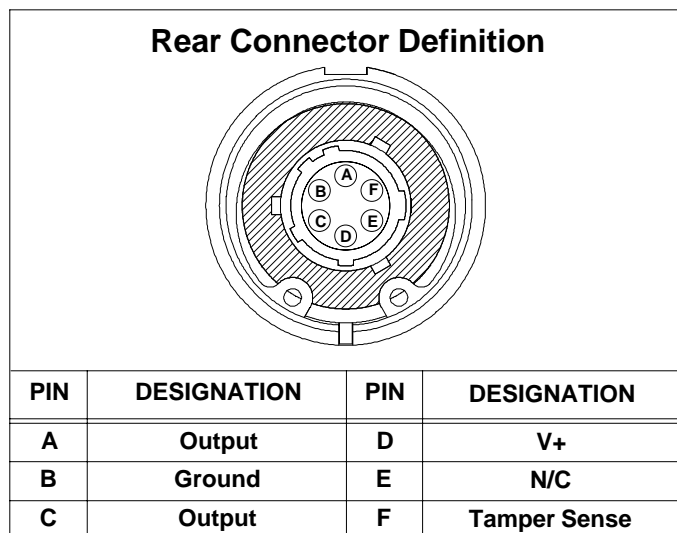 Rear Connector Definition
A
B
F
C
E
D
PIN DESIGNATION PIN DESIGNATION
A Output D V+
B Ground E N/C
C Output F Tamper Sense